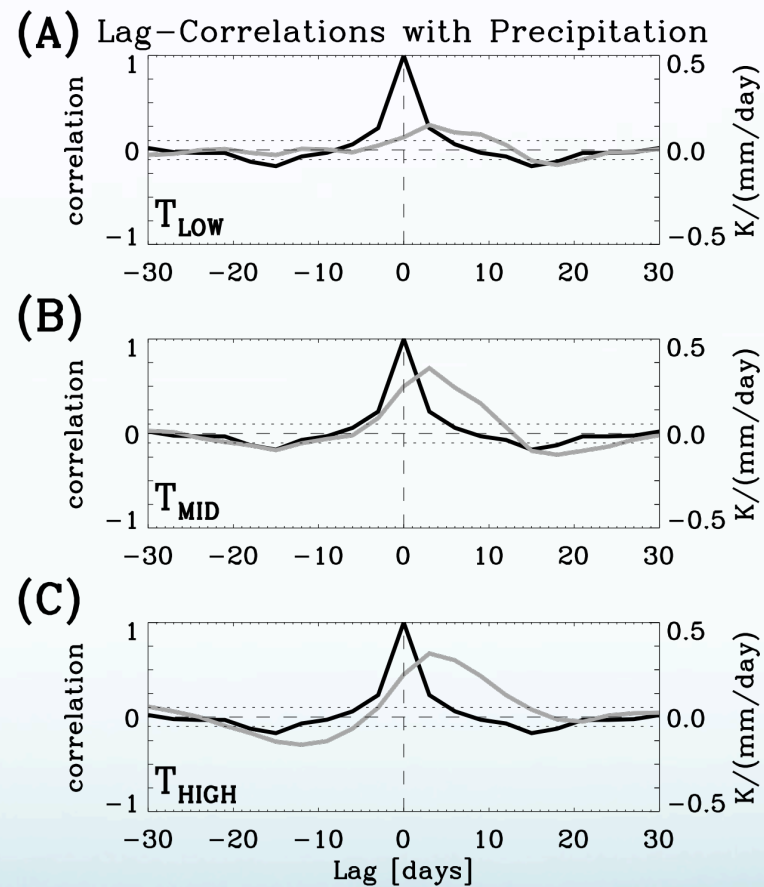 (A) Lag-Correlations with Precipitation
correlation
1
0
-1
0.5
0.0
-0.5
K/(mm/day)
T_LOW
-30 -20 -10 0 10 20 30
(B)
correlation
1
0
-1
0.5
0.0
-0.5
K/(mm/day)
T_MID
-30 -20 -10 0 10 20 30
(C)
correlation
1
0
-1
0.5
0.0
-0.5
K/(mm/day)
T_HIGH
-30 -20 -10 0 10 20 30
Lag [days]